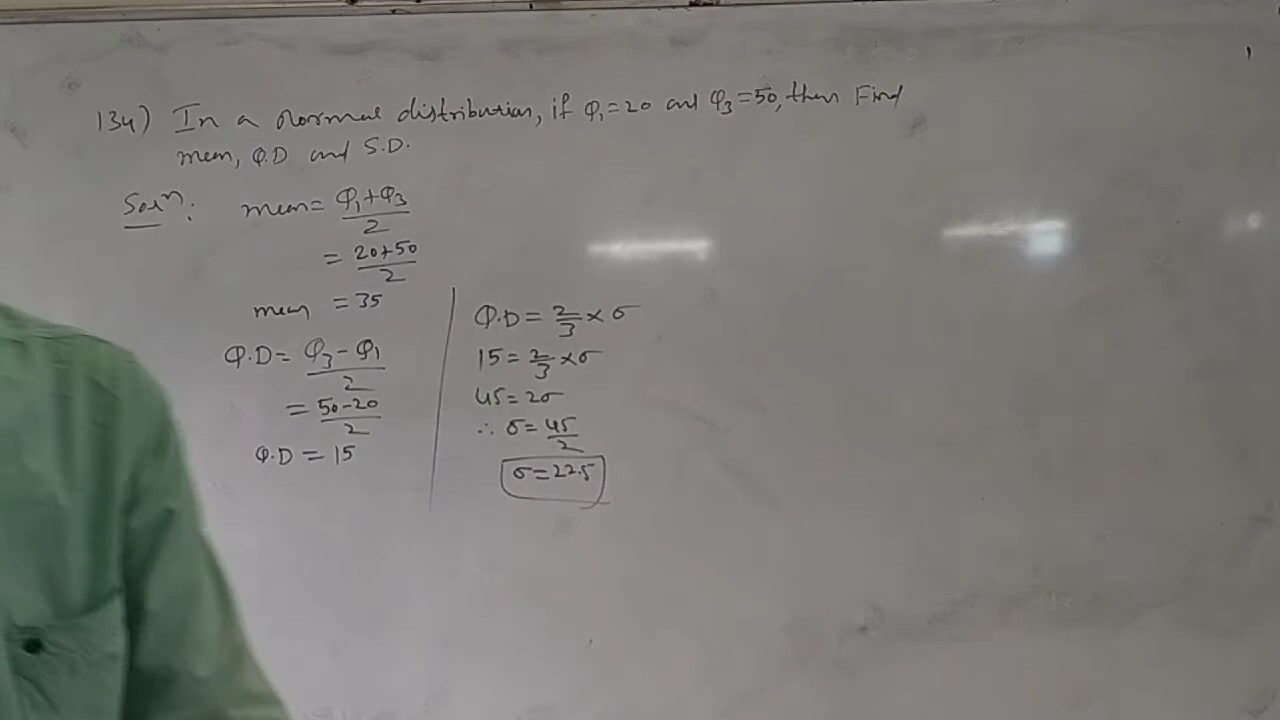 134) In a normal distribution, if Q₁=20 and Q₃=50, then Find
mean, Q.D and S.D.
Solⁿ: mean= Q₁+Q₃/2
= 20+50/2
mean = 35
Q.D= Q₃-Q₁/2
= 50-20/2
Q.D = 15
Q.D = 2/3 × σ
15 = 2/3 × σ
45=2σ
∴ σ= 45/2
σ=22.5